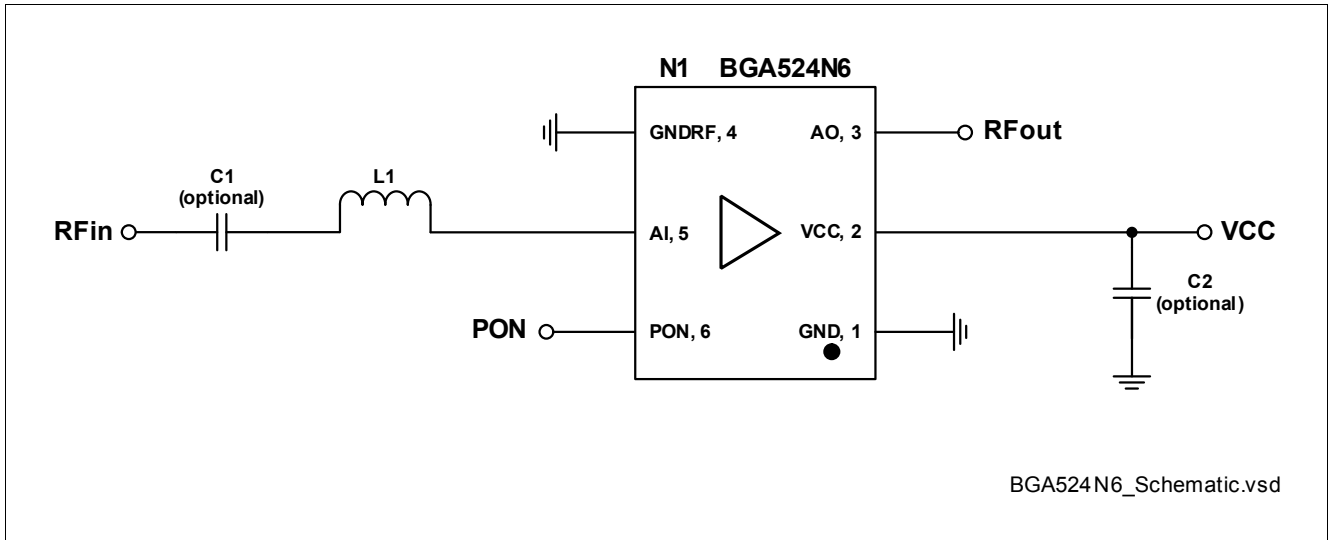 N1 BGA524N6
GNDRF, 4
AO, 3
RFout
C1
(optional)
L1
RFin
AI, 5
VCC, 2
VCC
C2
(optional)
PON
PON, 6
GND, 1
BGA524N6_Schematic.vsd